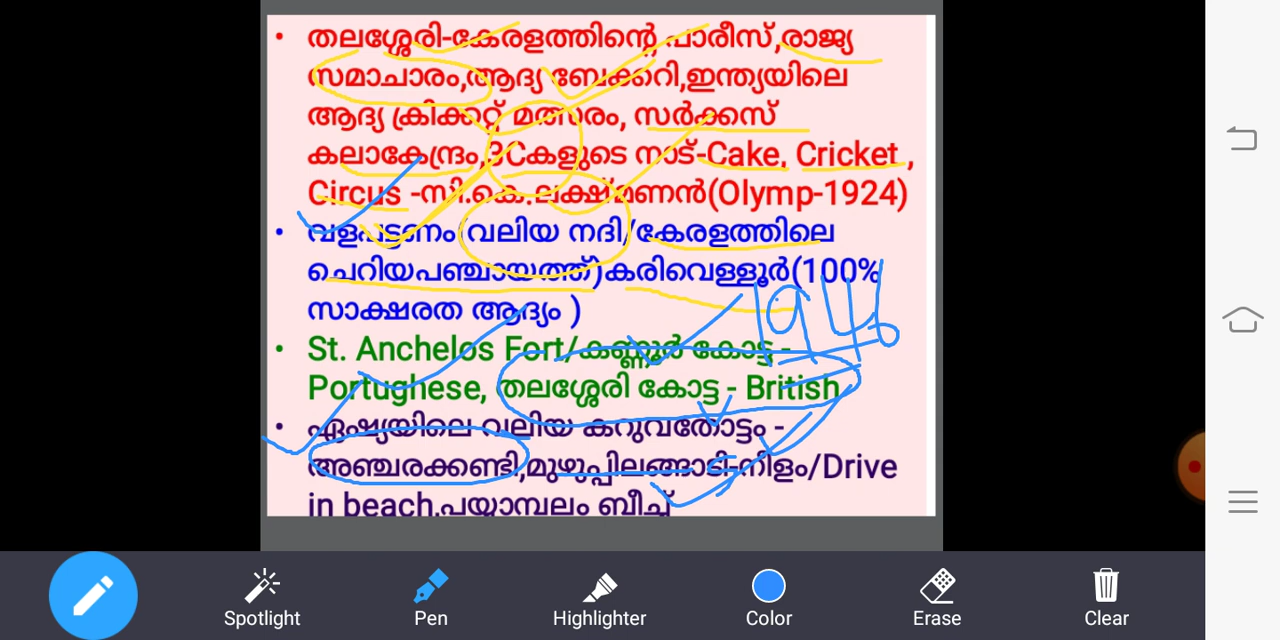 • തലശ്ശേരി-കേരളത്തിന്റെ പാരീസ്,രാജ്യ
സമാചാരം,ആദ്യ ബേക്കറി,ഇന്ത്യയിലെ
ആദ്യ ക്രിക്കറ്റ് മത്സരം, സർക്കസ്
കലാകേന്ദ്രം,3Cകളുടെ നാട്-Cake, Cricket ,
Circus -സി.കെ.ലക്ഷ്മണൻ(Olymp-1924)
• വളപട്ടണം(വലിയ നദി/കേരളത്തിലെ
ചെറിയപഞ്ചായത്ത്)കരിവെള്ളൂർ(100%
സാക്ഷരത ആദ്യം )
1946
• St. Anchelos Fort/കണ്ണൂർ കോട്ട -
Portughese, തലശ്ശേരി കോട്ട - British
• ഏഷ്യയിലെ വലിയ കറുവതോട്ടം -
അഞ്ചരക്കണ്ടി,മുഴുപ്പിലങ്ങാടി-നീളം/Drive
in beach,പയ്യാമ്പലം ബീച്ച്
Spotlight Pen Highlighter Color Erase Clear